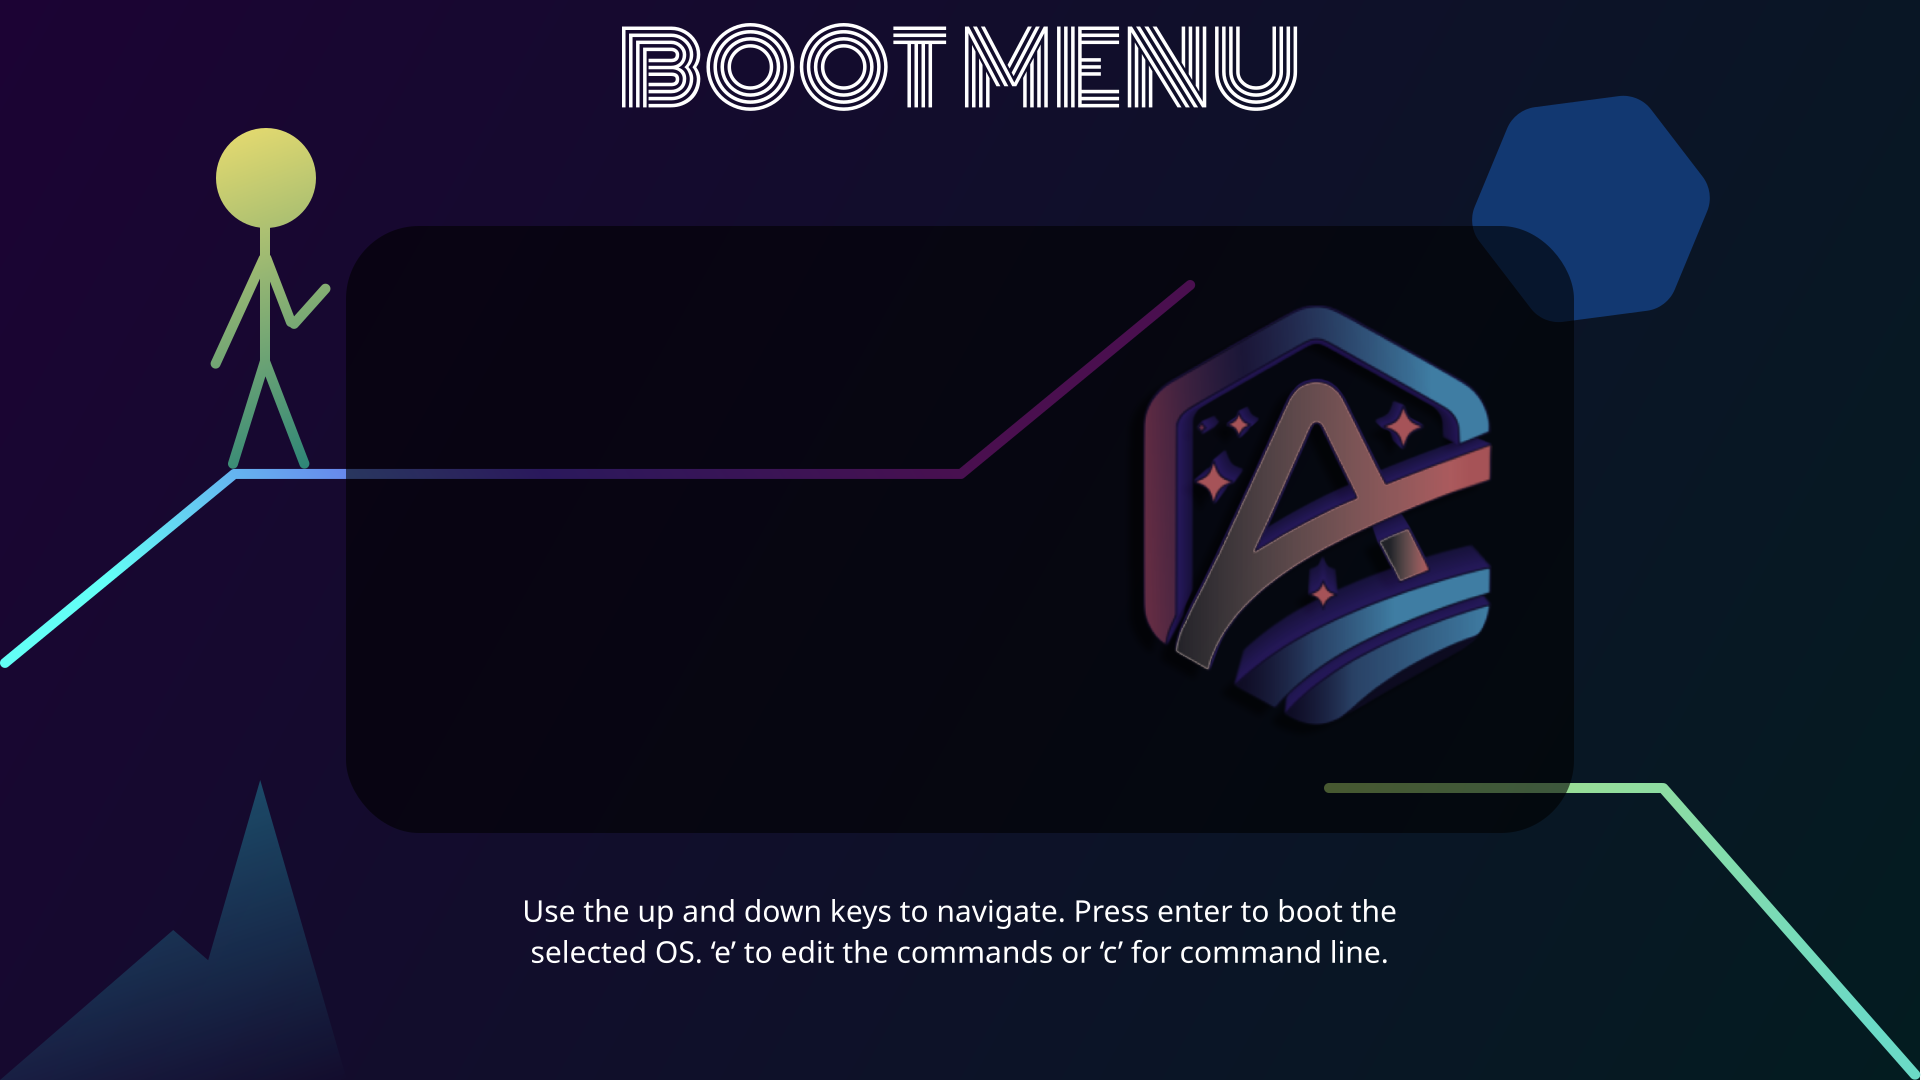 BOOT MENU
Use the up and down keys to navigate. Press enter to boot the
selected OS. ‘e’ to edit the commands or ‘c’ for command line.